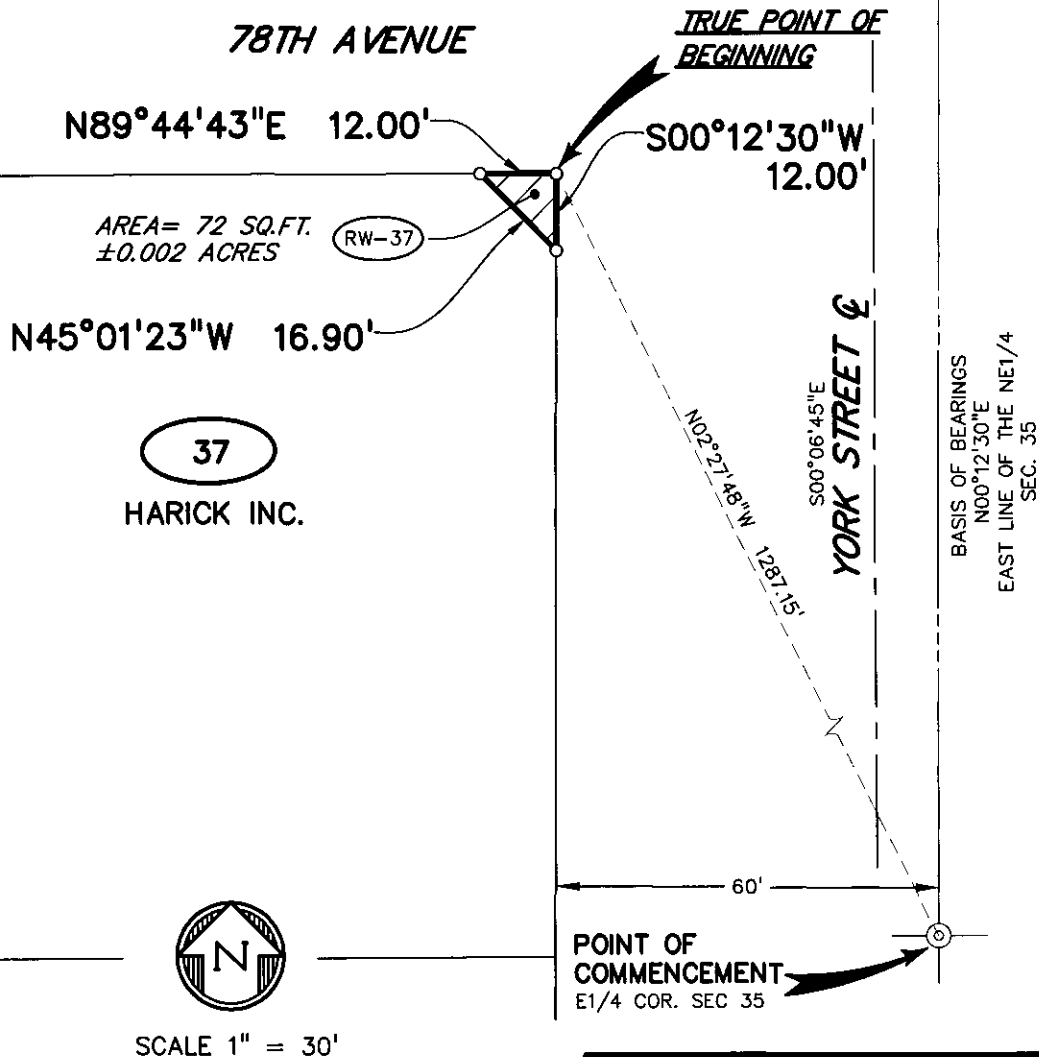 78TH AVENUE
TRUE POINT OF
BEGINNING
N89°44'43"E 12.00'
S00°12'30"W
12.00'
AREA= 72 SQ.FT.
±0.002 ACRES
RW-37
N45°01'23"W 16.90'
37
HARICK INC.
N02°27'48"W 1287.15'
S00°06'45"E
YORK STREET ℄
BASIS OF BEARINGS
N00°12'30"E
EAST LINE OF THE NE1/4
SEC. 35
60'
POINT OF
COMMENCEMENT
E1/4 COR. SEC 35
N
SCALE 1" = 30'